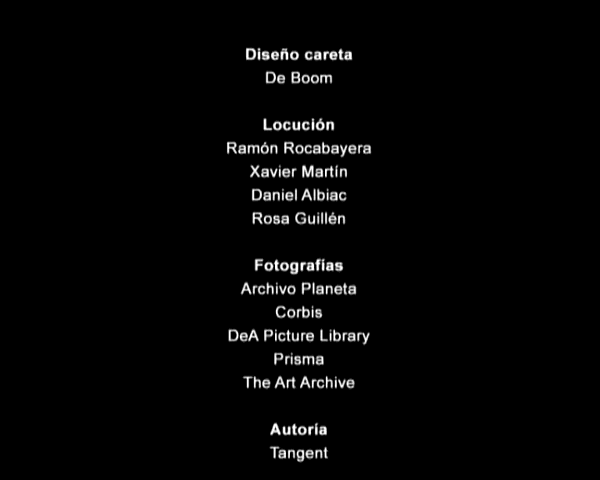 Diseño careta
De Boom
Locución
Ramón Rocabayera
Xavier Martín
Daniel Albiac
Rosa Guillén
Fotografías
Archivo Planeta
Corbis
DeA Picture Library
Prisma
The Art Archive
Autoría
Tangent